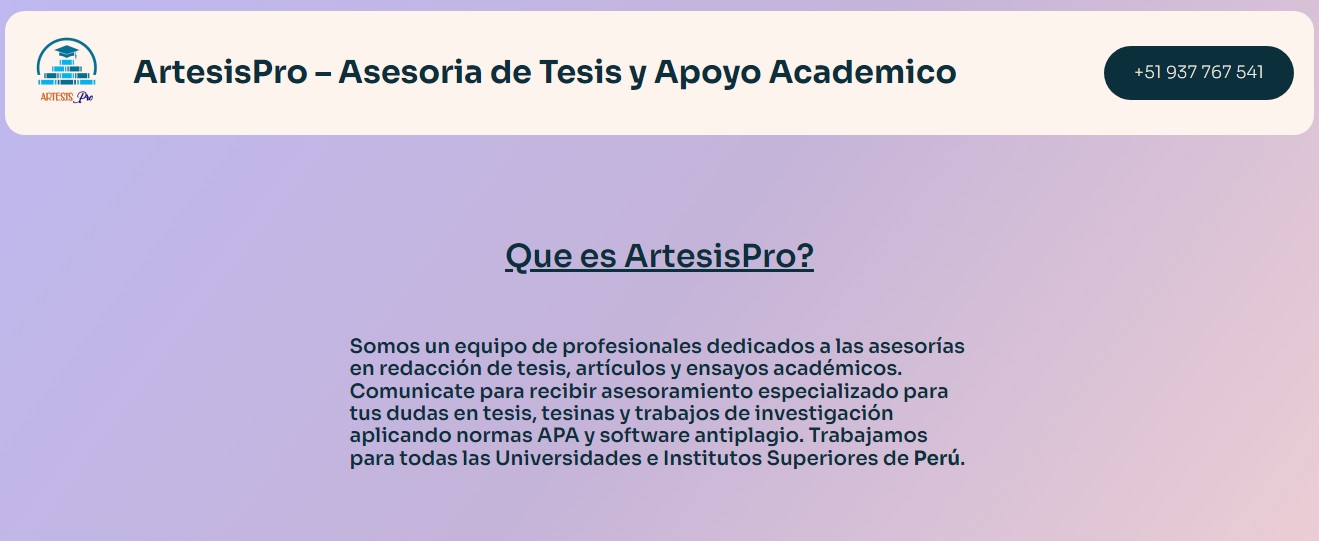 ARTESIS Pro
ArtesisPro – Asesoria de Tesis y Apoyo Academico
+51 937 767 541
Que es ArtesisPro?
Somos un equipo de profesionales dedicados a las asesorías
en redacción de tesis, artículos y ensayos académicos.
Comunicate para recibir asesoramiento especializado para
tus dudas en tesis, tesinas y trabajos de investigación
aplicando normas APA y software antiplagio. Trabajamos
para todas las Universidades e Institutos Superiores de Perú.